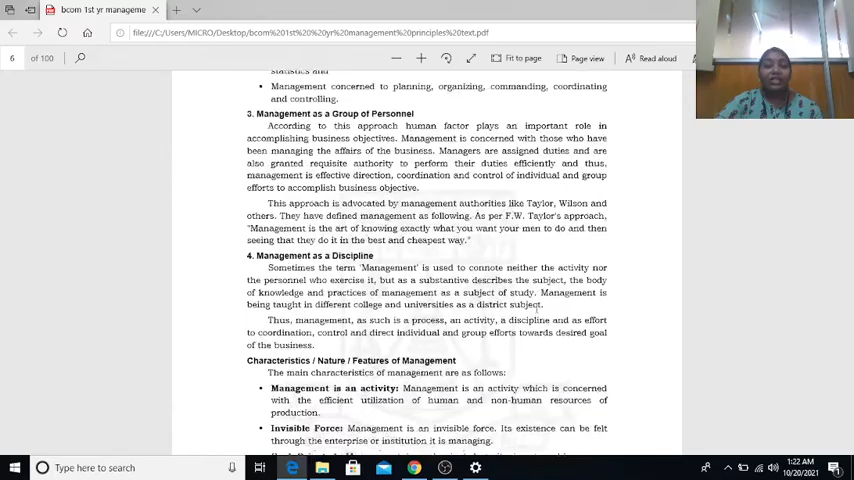 bcom 1st yr manageme
file:///C:/Users/MICRO/Desktop/bcom%201st%20%20yr%20management%20principles%20text.pdf
6 of 100
Fit to page
Page view
Read aloud
statistics and
• Management concerned to planning, organizing, commanding, coordinating
and controlling.
3. Management as a Group of Personnel
According to this approach human factor plays an important role in
accomplishing business objectives. Management is concerned with those who have
been managing the affairs of the business. Managers are assigned duties and are
also granted requisite authority to perform their duties efficiently and thus,
management is effective direction, coordination and control of individual and group
efforts to accomplish business objective.
This approach is advocated by management authorities like Taylor, Wilson and
others. They have defined management as following. As per F.W. Taylor's approach,
"Management is the art of knowing exactly what you want your men to do and then
seeing that they do it in the best and cheapest way."
4. Management as a Discipline
Sometimes the term 'Management' is used to connote neither the activity nor
the personnel who exercise it, but as a substantive describes the subject, the body
of knowledge and practices of management as a subject of study. Management is
being taught in different college and universities as a district subject.
Thus, management, as such is a process, an activity, a discipline and as effort
to coordination, control and direct individual and group efforts towards desired goal
of the business.
Characteristics / Nature / Features of Management
The main characteristics of management are as follows:
• Management is an activity: Management is an activity which is concerned
with the efficient utilization of human and non-human resources of
production.
• Invisible Force: Management is an invisible force. Its existence can be felt
through the enterprise or institution it is managing.
Type here to search
1:22 AM
10/20/2021